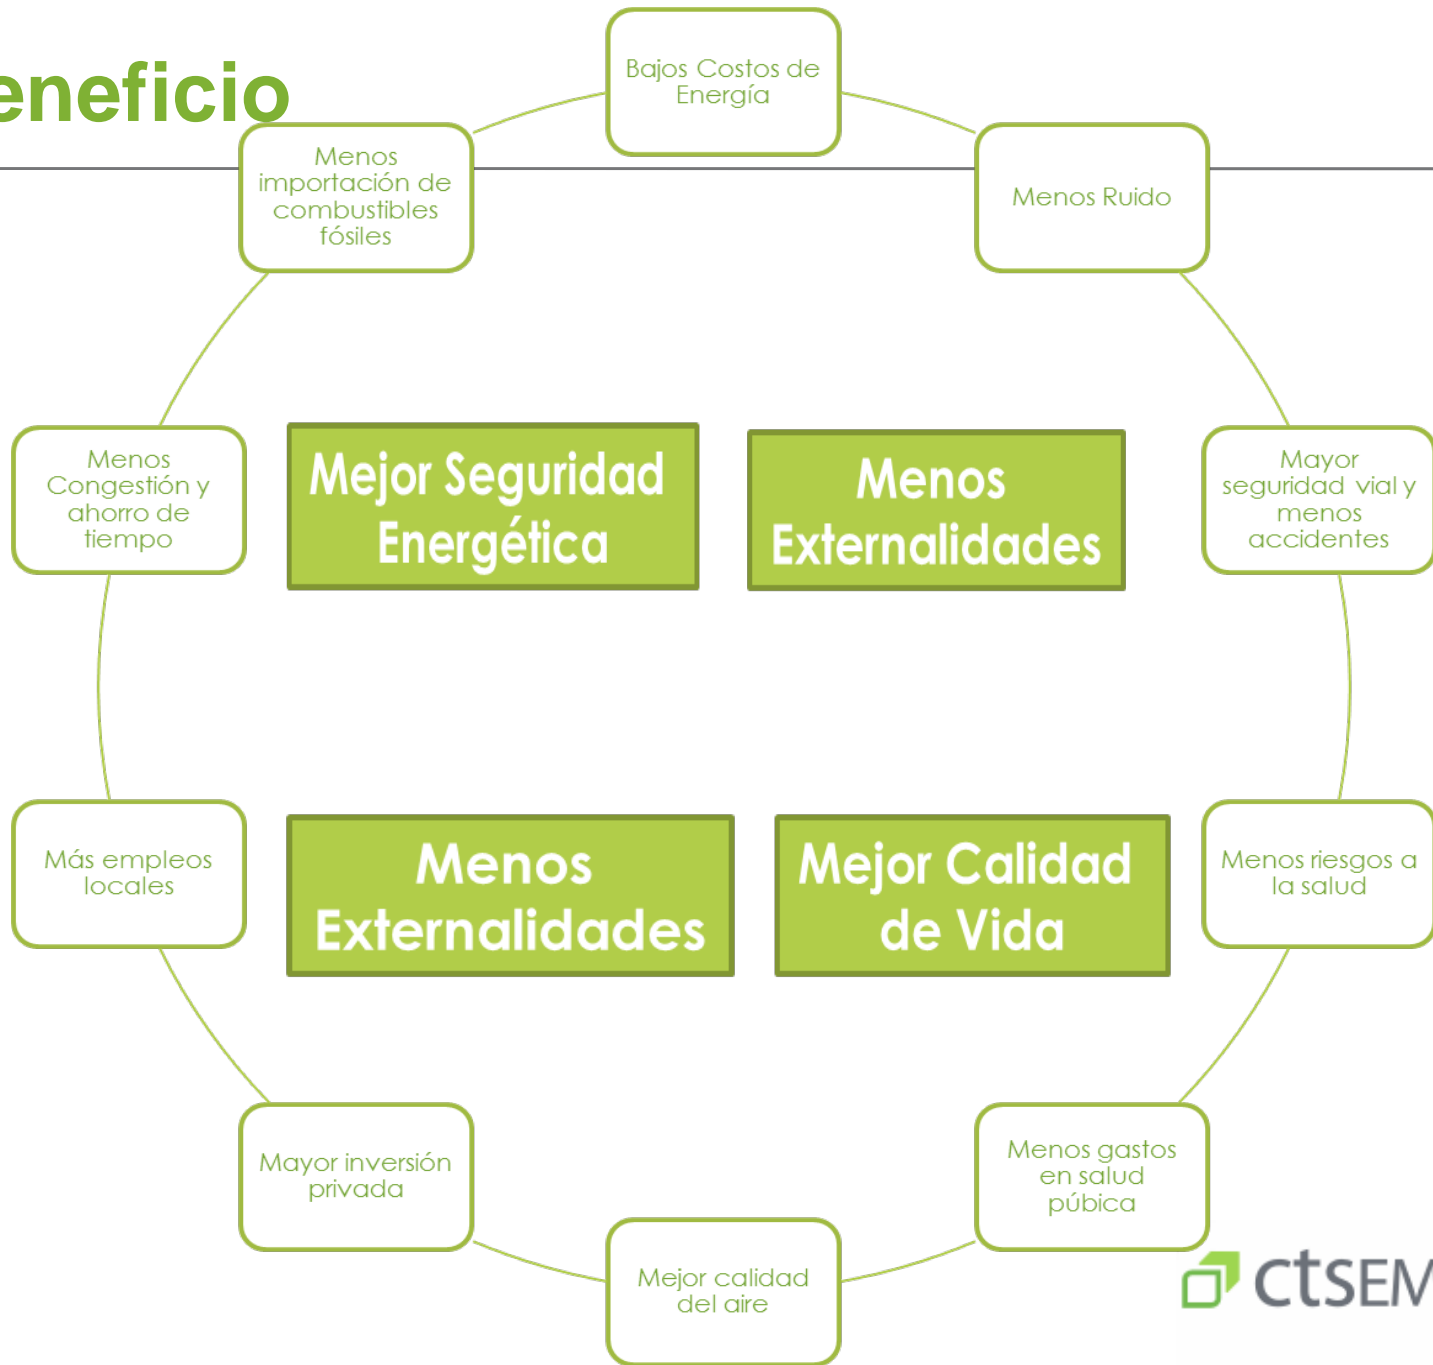 eneficio
Bajos Costos de
Energía
Menos
importación de
combustibles
fósiles
Menos Ruido
Menos
Congestión y
ahorro de
tiempo
Mejor Seguridad
Energética
Menos
Externalidades
Mayor
seguridad vial y
menos
accidentes
Más empleos
locales
Menos
Externalidades
Mejor Calidad
de Vida
Menos riesgos a
la salud
Mayor inversión
privada
Menos gastos
en salud
púbica
Mejor calidad
del aire
ctsEM